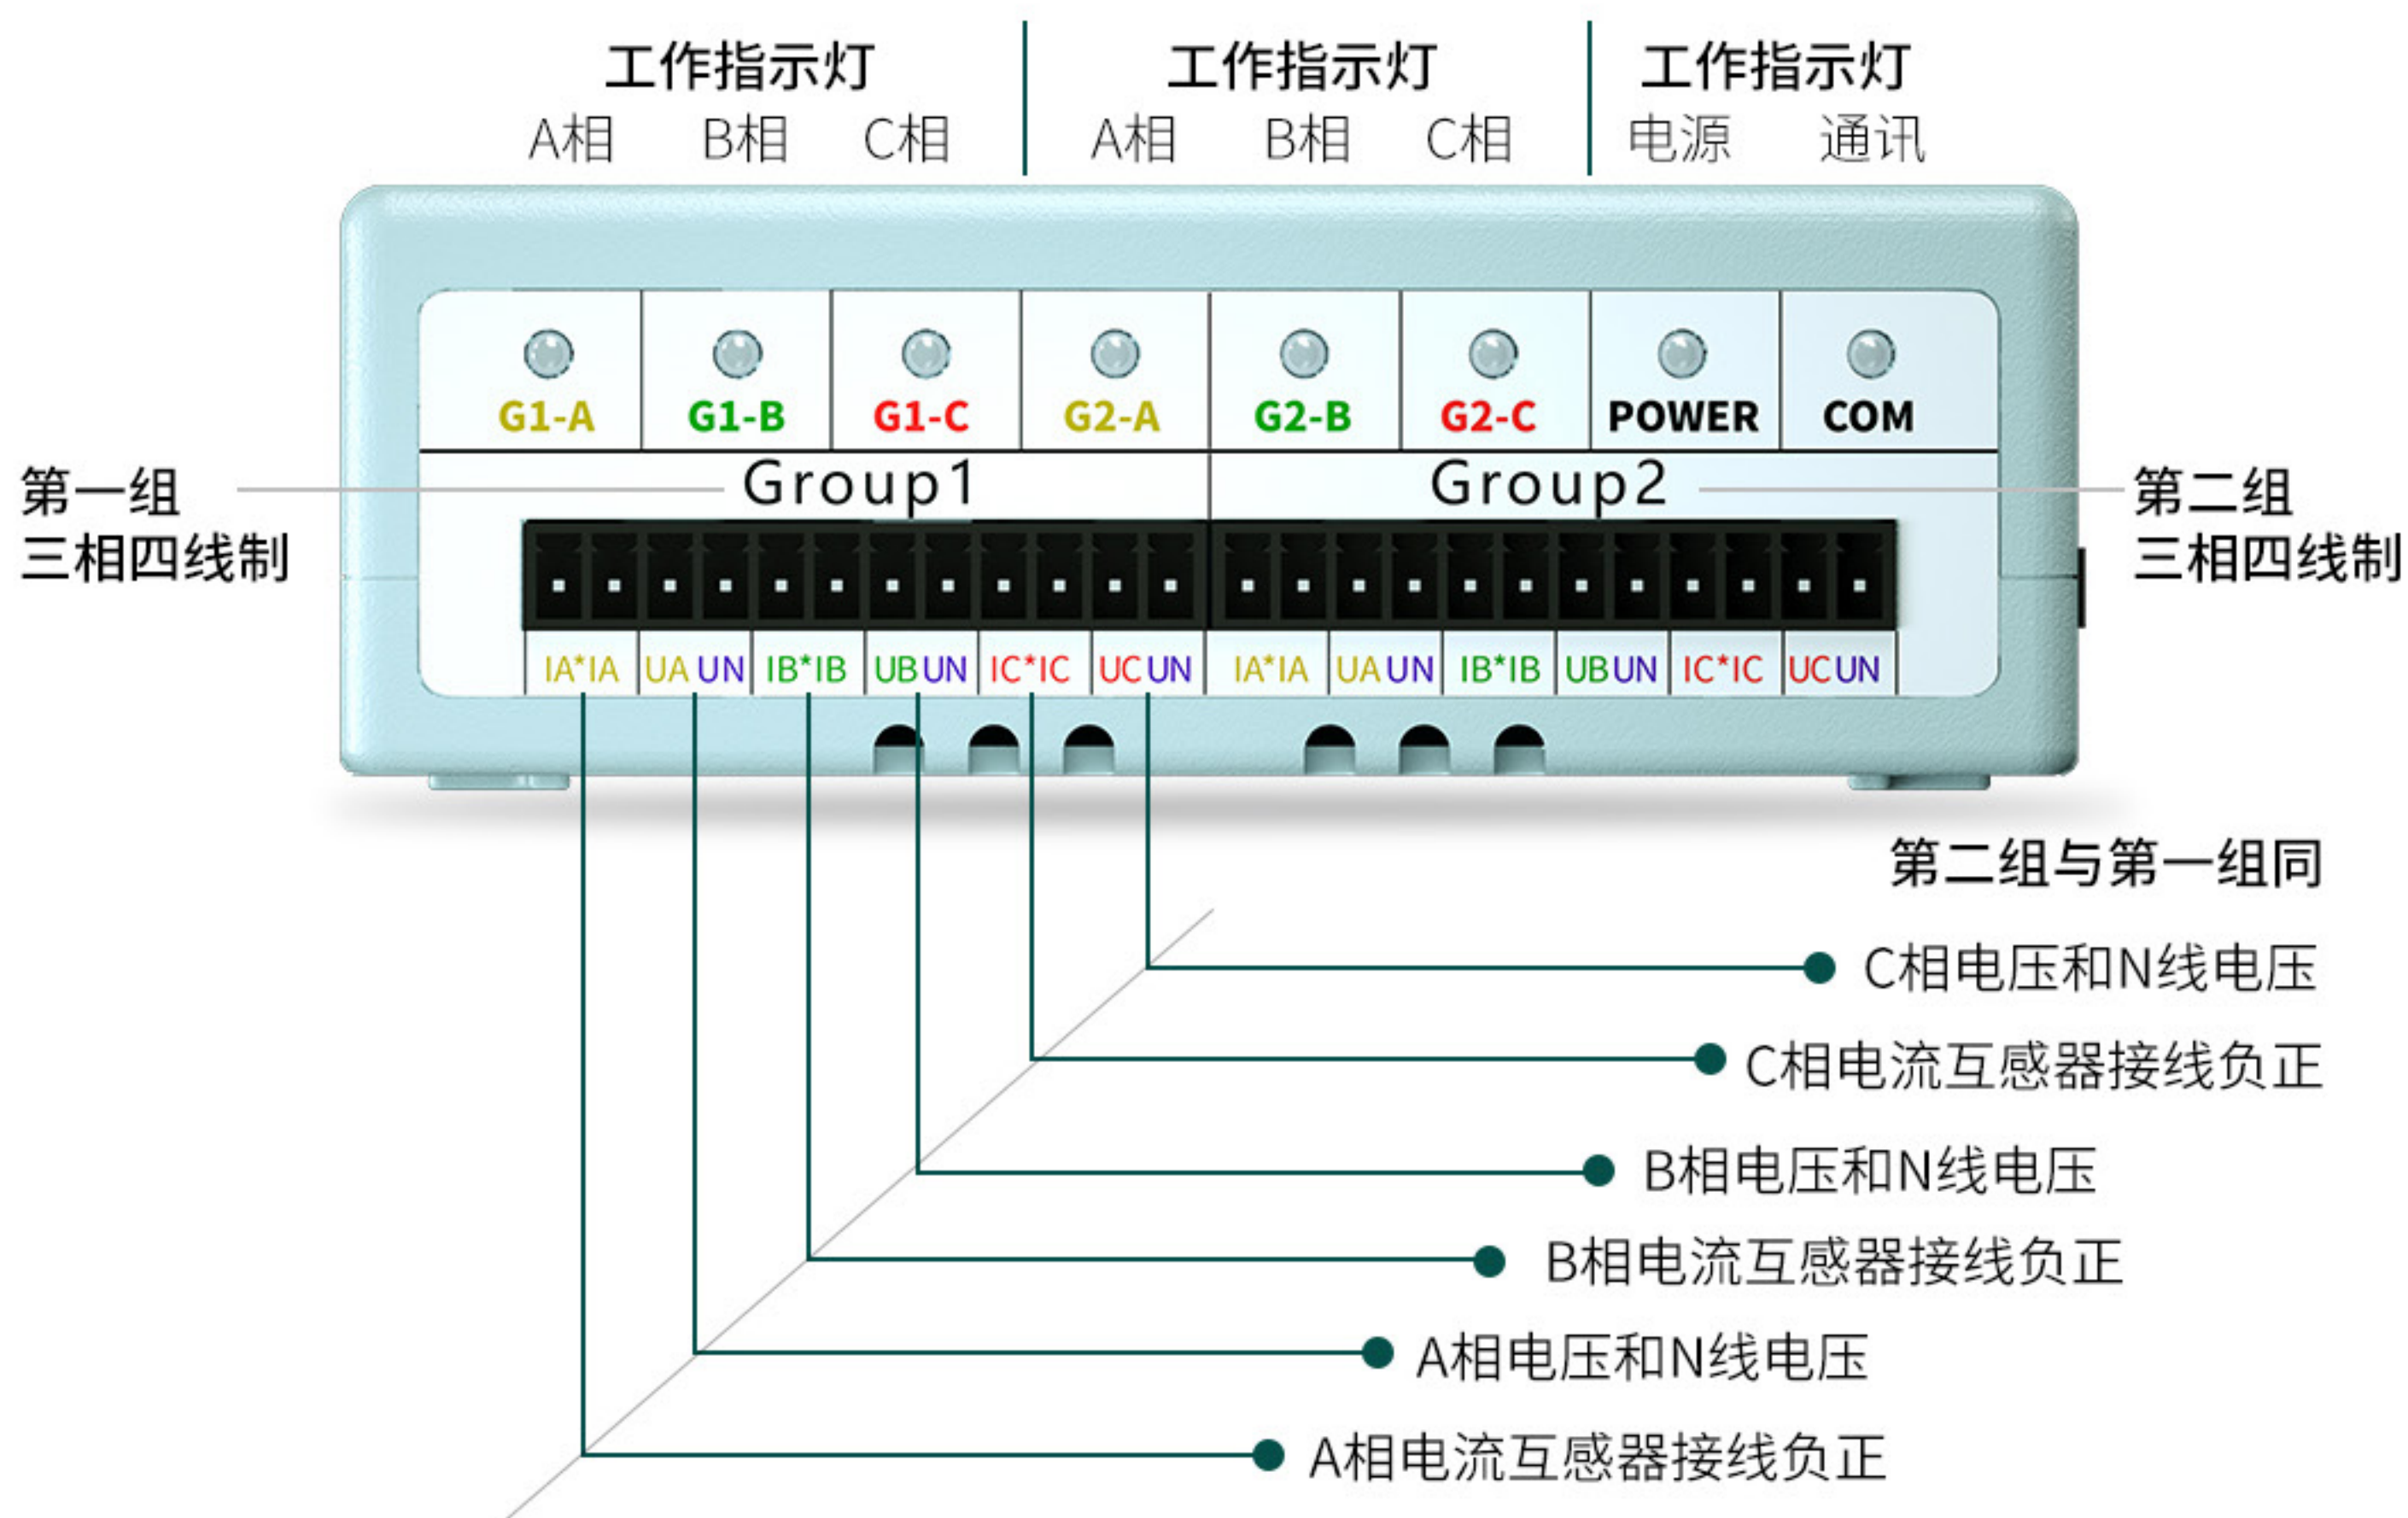 工作指示灯 工作指示灯 工作指示灯
A相 B相 C相 A相 B相 C相 电源 通讯
G1-A G1-B G1-C G2-A G2-B G2-C POWER COM
Group1 Group2
第一组
三相四线制
第二组
三相四线制
IA*IA UA UN IB*IB UB UN IC*IC UC UN IA*IA UA UN IB*IB UB UN IC*IC UC UN
第二组与第一组同
C相电压和N线电压
C相电流互感器接线负正
B相电压和N线电压
B相电流互感器接线负正
A相电压和N线电压
A相电流互感器接线负正